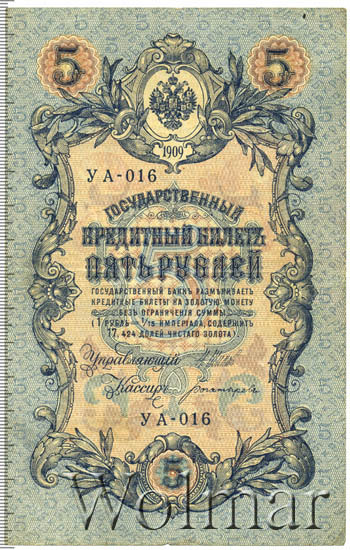 5 5
1909
УА-016
ГОСУДАРСТВЕННЫЙ
КРЕДИТНЫЙ БИЛЕТЪ
ПЯТЬ РУБЛЕЙ
ГОСУДАРСТВЕННЫЙ БАНКЪ РАЗМѢНИВАЕТЪ
КРЕДИТНЫЕ БИЛЕТЫ НА ЗОЛОТУЮ МОНЕТУ
БЕЗЪ ОГРАНИЧЕНІЯ СУММЫ
(1 РУБЛЬ = 1/15 ИМПЕРІАЛА, СОДЕРЖИТЪ
17,424 ДОЛЕЙ ЧИСТАГО ЗОЛОТА)
Управляющій
Кассиръ
УА-016
5
Wolmar